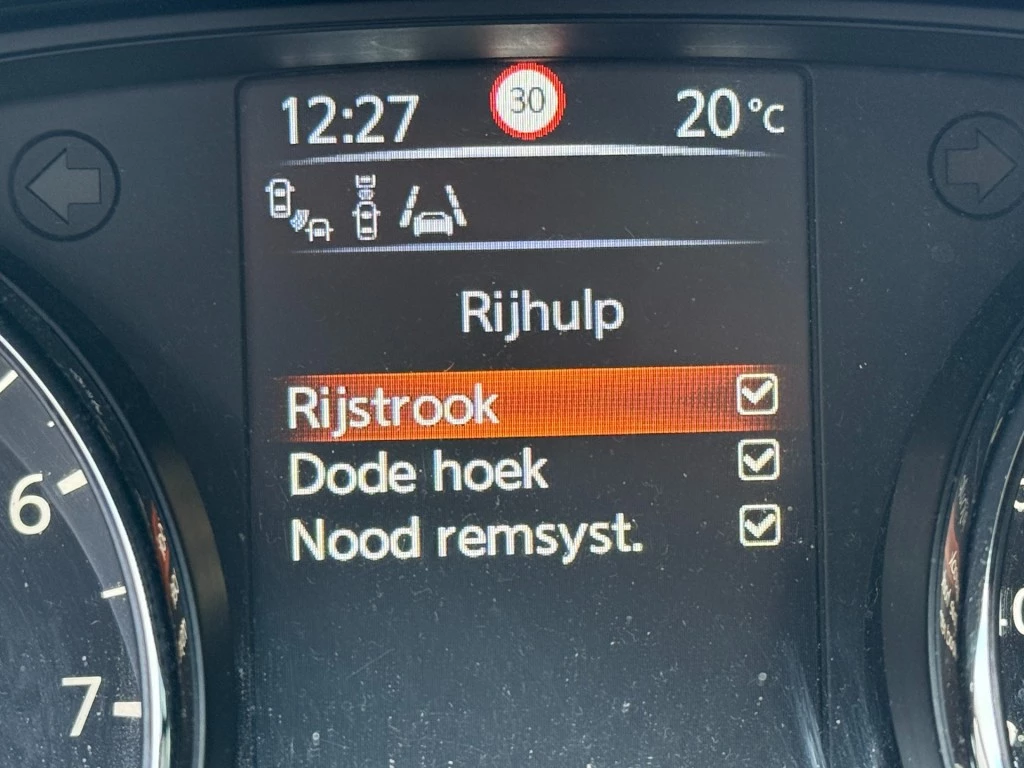 12:27 30 20 °C
Rijhulp
Rijstrook
Dode hoek
Nood remsyst.
6
7